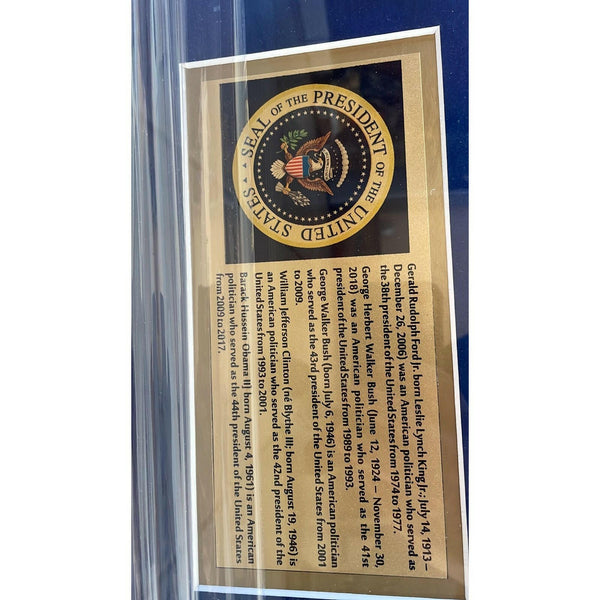 SEAL OF THE PRESIDENT OF THE UNITED STATES
Gerald Rudolph Ford Jr. born Leslie Lynch King Jr.; July 14, 1913 –
December 26, 2006) was an American politician who served as
the 38th president of the United States from 1974 to 1977.
George Herbert Walker Bush (June 12, 1924 – November 30,
2018) was an American politician who served as the 41st
president of the United States from 1989 to 1993.
George Walker Bush (born July 6, 1946) is an American politician
who served as the 43rd president of the United States from 2001
to 2009.
William Jefferson Clinton (né Blythe III; born August 19, 1946) is
an American politician who served as the 42nd president of the
United States from 1993 to 2001.
Barack Hussein Obama II) born August 4, 1961) is an American
politician who served as the 44th president of the United States
from 2009 to 2017.